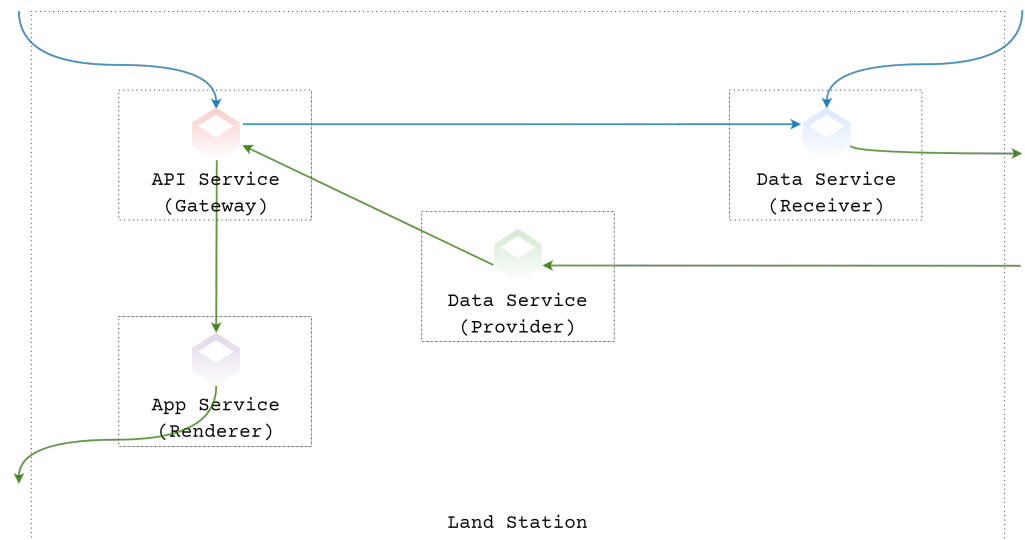 API Service
(Gateway)
Data Service
(Receiver)
Data Service
(Provider)
App Service
(Renderer)
Land Station